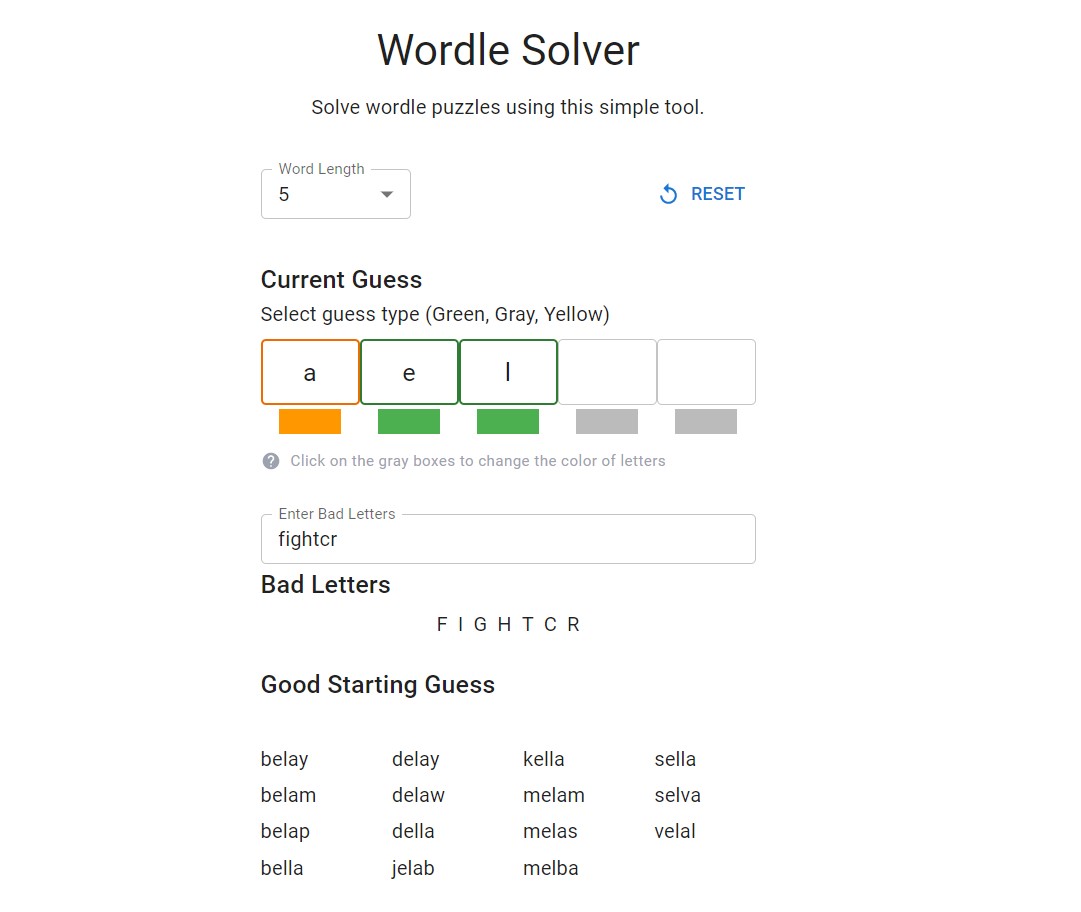 Wordle Solver
Solve wordle puzzles using this simple tool.
Word Length
5
RESET
Current Guess
Select guess type (Green, Gray, Yellow)
a e l
? Click on the gray boxes to change the color of letters
Enter Bad Letters
fightcr
Bad Letters
F I G H T C R
Good Starting Guess
belay delay kella sella
belam delaw melam selva
belap della melas velal
bella jelab melba